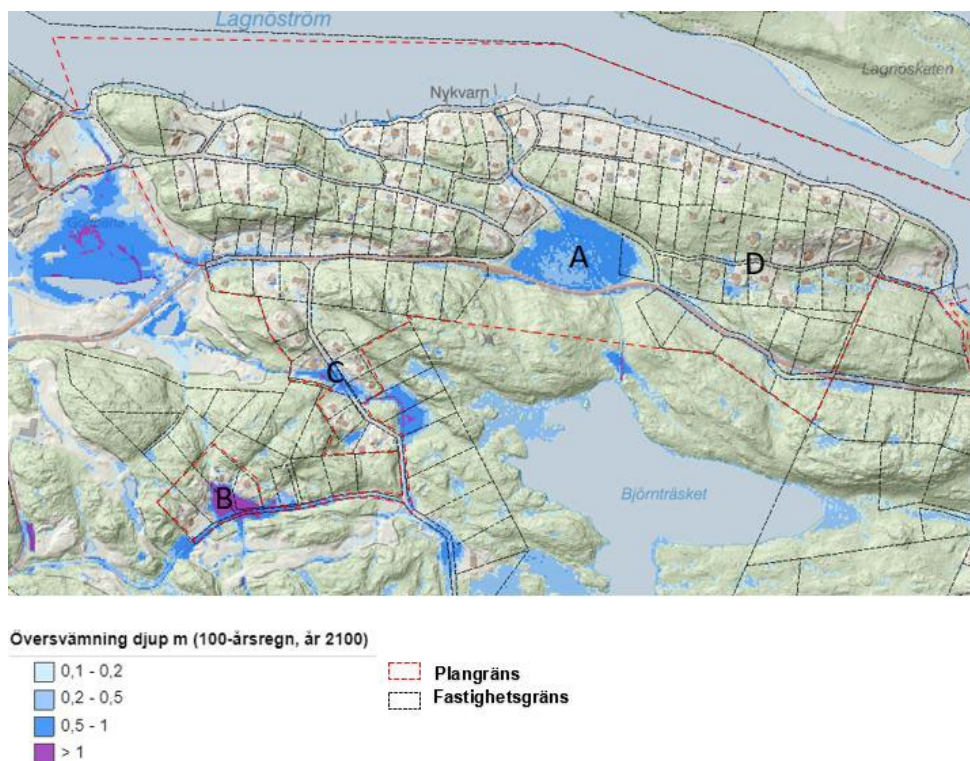 Lagnöström
Lagnöskaten
Nykvarn
A
D
C
B
Björnträsket
Översvämning djup m (100-årsregn, år 2100)
0,1 - 0,2
0,2 - 0,5
0,5 - 1
> 1
Plangräns
Fastighetsgräns